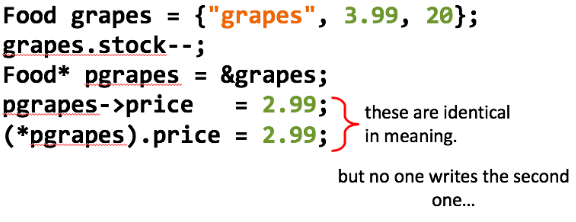 Food grapes = {"grapes", 3.99, 20};
grapes.stock--;
Food* pgrapes = &grapes;
pgrapes->price = 2.99;
(*pgrapes).price = 2.99;
these are identical
in meaning.
but no one writes the second
one...